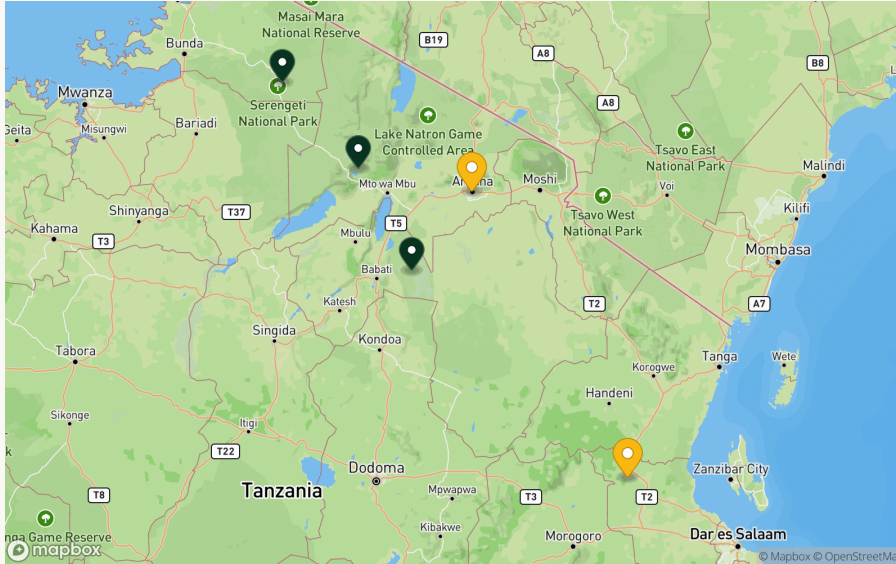 Masai Mara
National Reserve
B19
B8
Bunda
A8
Mwanza
Serengeti
National Park
A8
Geita
Misungwi
Bariadi
Lake Natron Game
Controlled Area
Tsavo East
National Park
Malindi
Mto wa Mbu
Moshi
Voi
Shinyanga
T37
T5
Tsavo West
National Park
Kilifi
Kahama
T3
Mbulu
Mombasa
Babati
Katesh
T2
A7
Singida
Kondoa
Tabora
Korogwe
Tanga
Wete
Handeni
Sikonge
Itigi
T22
Dodoma
Zanzibar City
Tanzania
T8
Mpwapwa
T3
T2
nga Game Reserve
Kibakwe
Morogoro
Dar es Salaam
mapbox
© Mapbox © OpenStreetMa